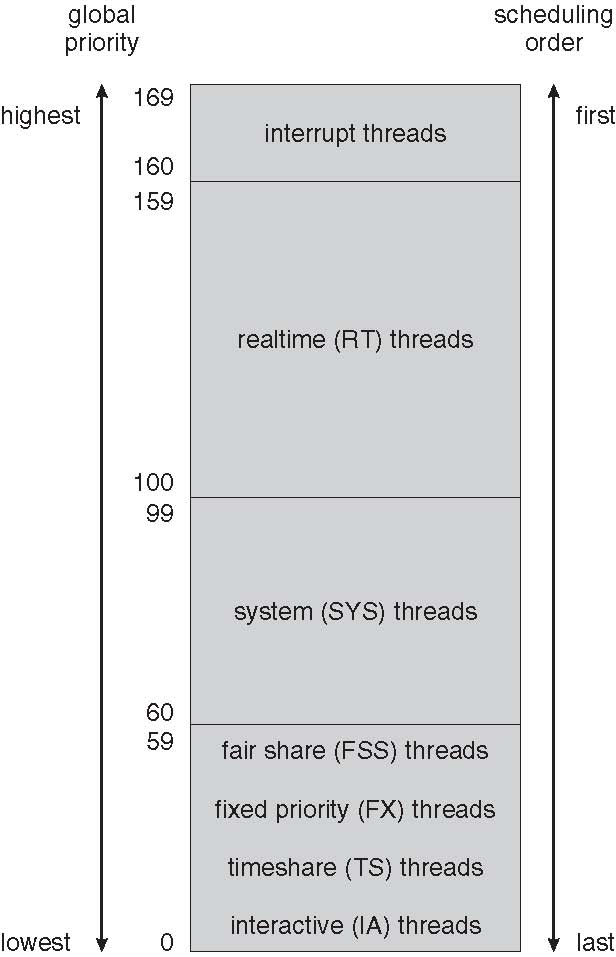 global
priority
scheduling
order
highest
169
first
interrupt threads
160
159
realtime (RT) threads
100
99
system (SYS) threads
60
59
fair share (FSS) threads
fixed priority (FX) threads
timeshare (TS) threads
interactive (IA) threads
lowest
0
last